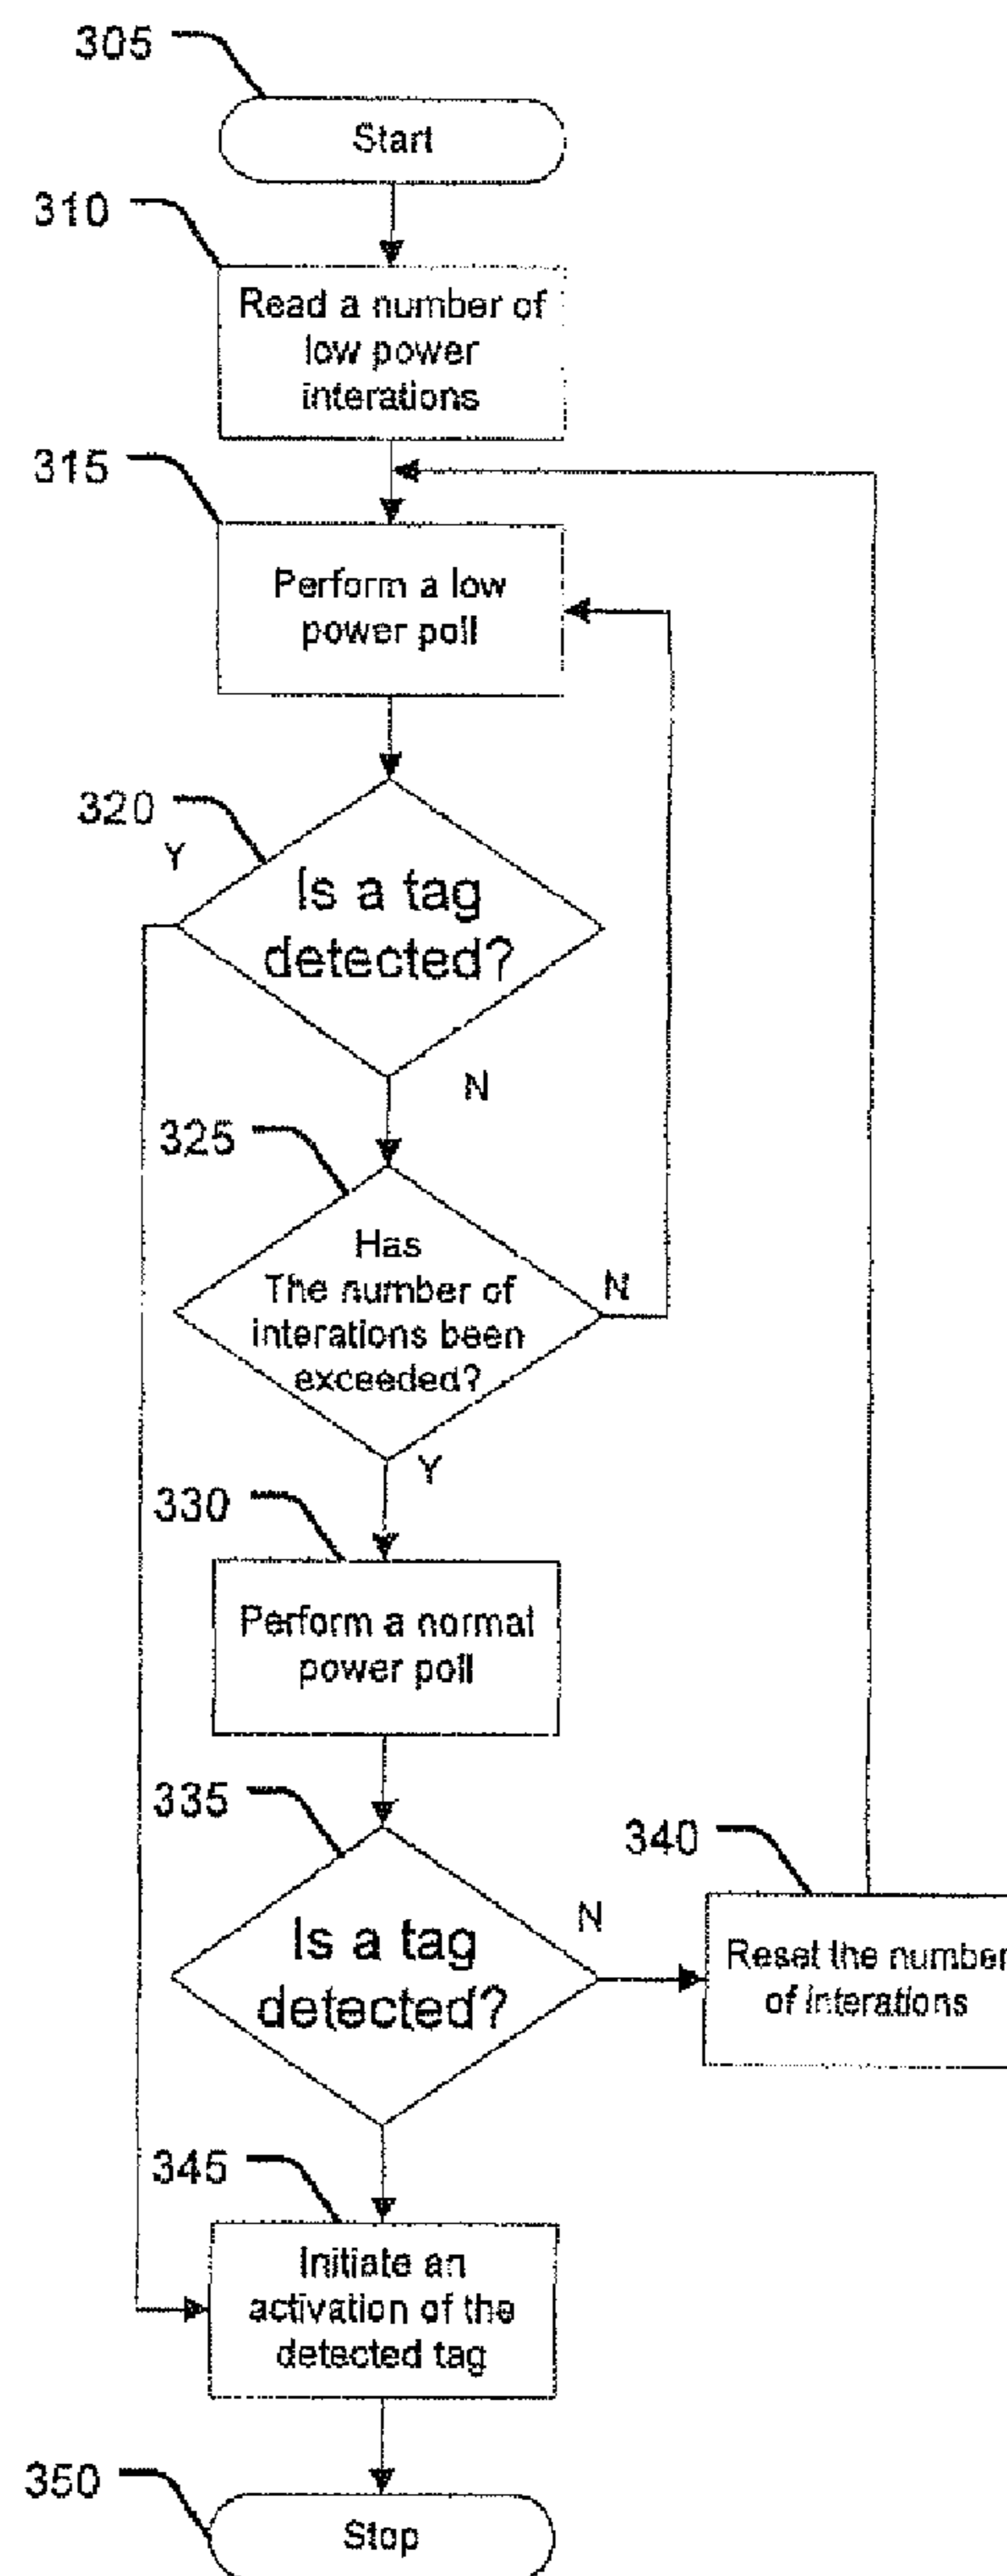 305
Start
310
Read a number of
low power
interations
315
Perform a low
power poll
320
Y
Is a tag
detected?
N
325
Has
The number of
interations been
exceeded?
N
Y
330
Perform a normal
power poll
335
Is a tag
detected?
N
340
Reset the number
of interations
345
Initiate an
activation of the
detected tag
350
Stop